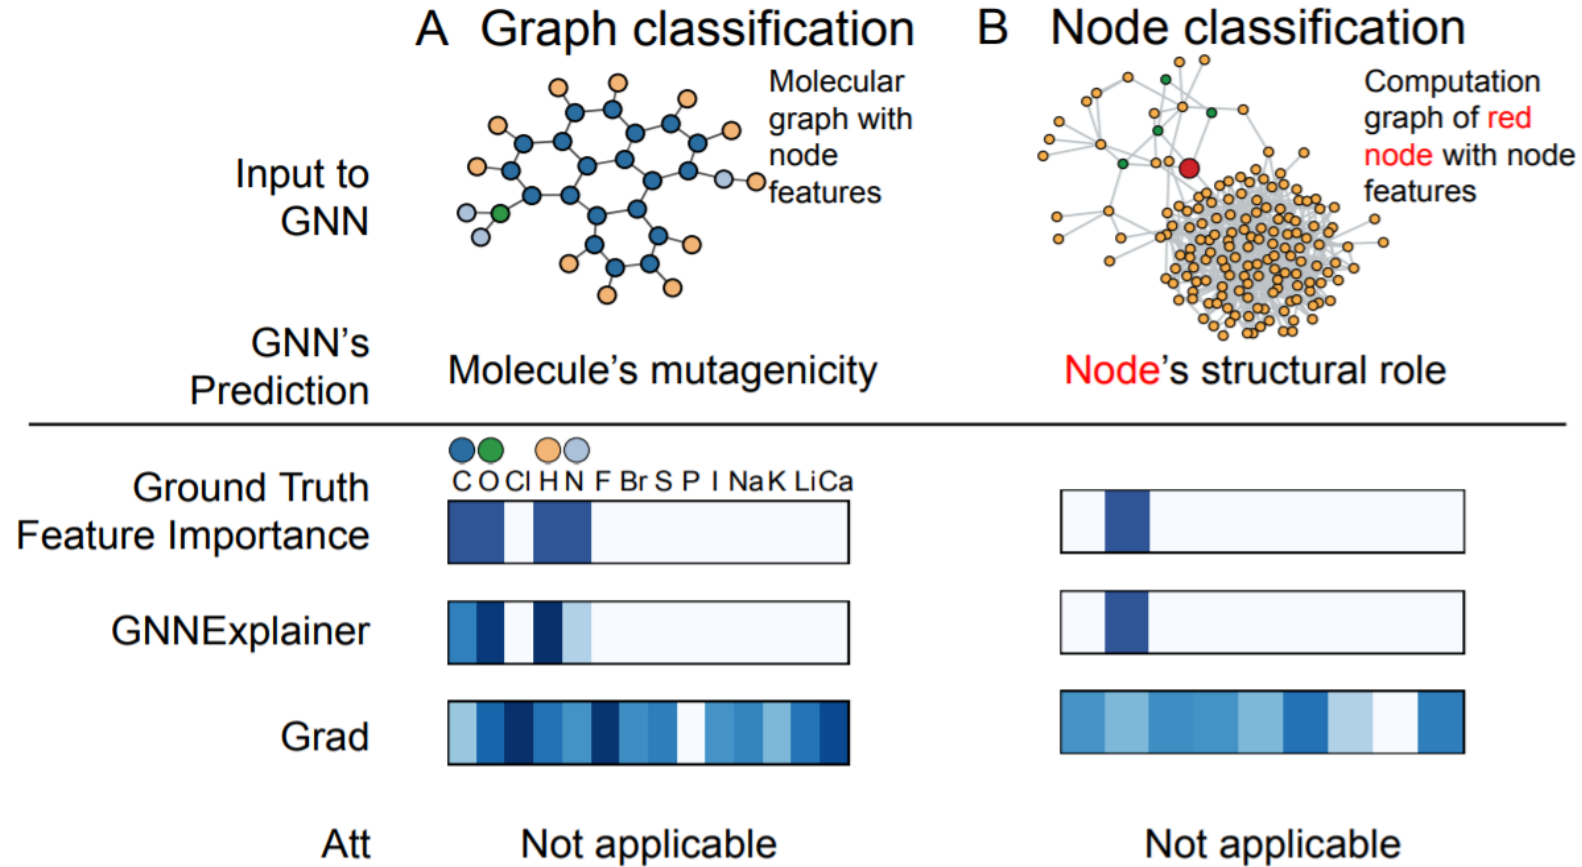 A Graph classification
B Node classification
Molecular
graph with
node
features
Computation
graph of red
node with node
features
Input to
GNN
GNN's
Prediction
Molecule's mutagenicity
Node's structural role
C O Cl H N F Br S P I Na K Li Ca
Ground Truth
Feature Importance
GNNExplainer
Grad
Att
Not applicable
Not applicable